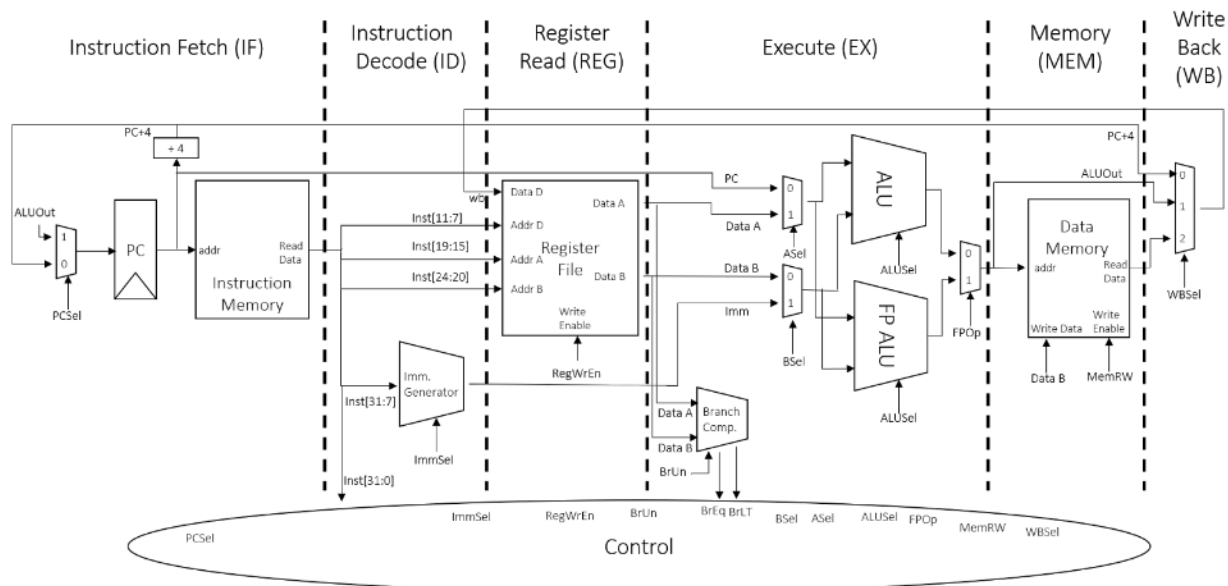 Instruction Fetch (IF)
Instruction
Decode (ID)
Register
Read (REG)
Execute (EX)
Memory
(MEM)
Write
Back
(WB)
PC+4
+ 4
ALUOut
1
0
PCSel
PC
addr
Read
Data
Instruction
Memory
Inst[11:7]
Inst[19:15]
Inst[24:20]
Inst[31:7]
Inst[31:0]
Imm.
Generator
ImmSel
wb
Data D
Addr D
Addr A
Addr B
Data A
Data B
Register
File
Write
Enable
RegWrEn
PC
Data A
0
1
ASel
Data B
Imm
0
1
BSel
ALU
ALUSel
FP ALU
ALUSel
0
1
FPOp
Data A
Data B
Branch
Comp.
BrUn
PC+4
ALUOut
Data
Memory
addr
Read
Data
Write Data
Write
Enable
Data B
MemRW
0
1
2
WBSel
PCSel
ImmSel
RegWrEn
BrUn
BrEq
BrLT
BSel
ASel
ALUSel
FPOp
MemRW
WBSel
Control